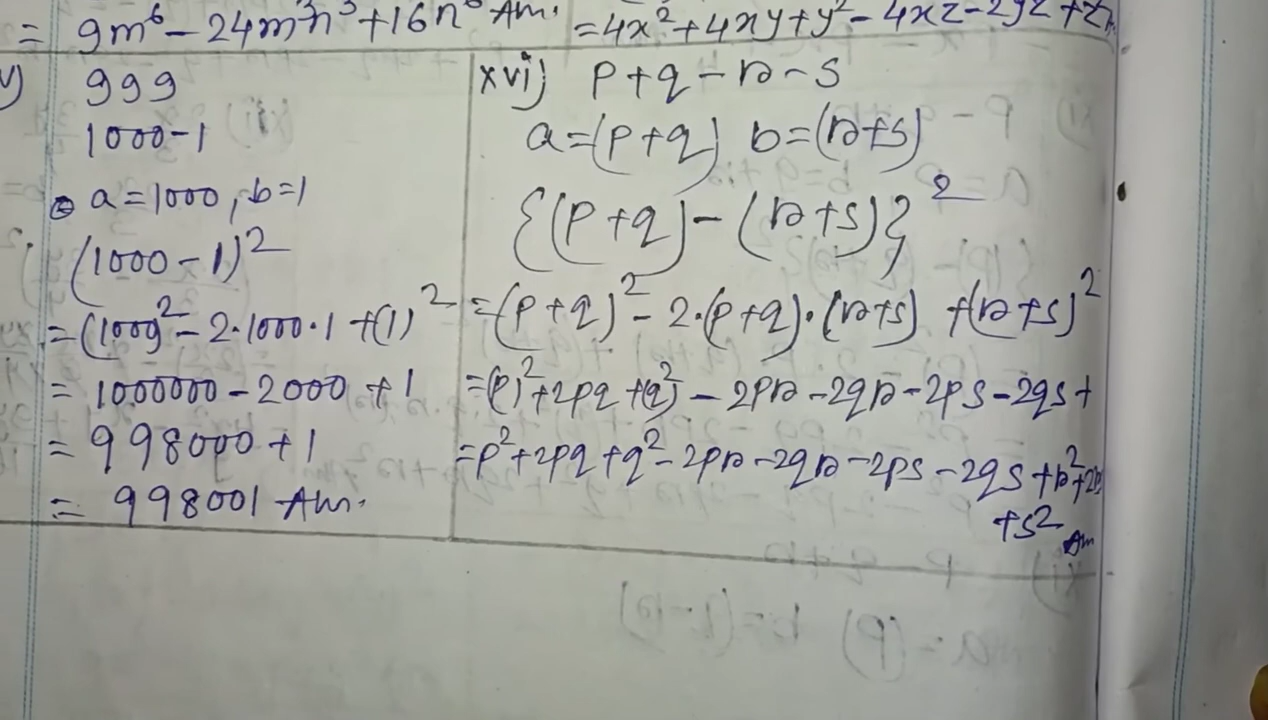 = 9m⁶ - 24m³n³ + 16n⁶ Am.
= 4x² + 4xy + y² - 4xz - 2yz + z²
v) 999
1000-1
a = 1000, b = 1
(1000 - 1)²
= (1000)² - 2·1000·1 + (1)²
= 1000000 - 2000 + 1
= 998000 + 1
= 998001 Am.
xvi) p + q - r - s
a = (p + q) b = (r + s)
{(p + q) - (r + s)}²
= (p + q)² - 2·(p + q)·(r + s) + (r + s)²
= (p)² + 2pq + (q)² - 2pr - 2qr - 2ps - 2qs +
= p² + 2pq + q² - 2pr - 2qr - 2ps - 2qs + r² + 2rs
+ s² Am